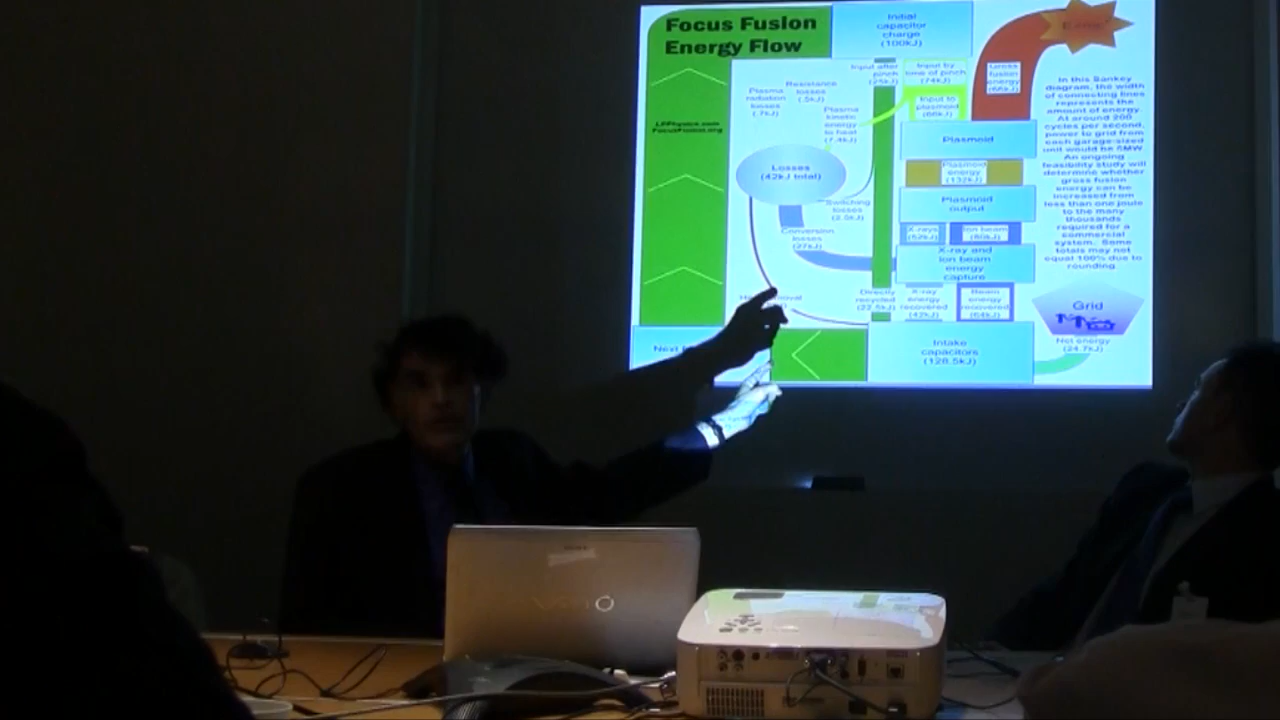 Focus Fusion
Energy Flow
Initial
capacitor
charge
(100kJ)
Input after
pinch
(25kJ)
Input by
time of pinch
(74kJ)
Gross
fusion
energy
(66kJ)
Resistance
losses
(.5kJ)
Plasma
radiation
losses
(.7kJ)
Plasma
kinetic
energy
to heat
(7.4kJ)
Input to
plasmoid
(66kJ)
LPPhysics.com
FocusFusion.org
Plasmoid
Losses
(42kJ total)
Plasmoid
energy
(132kJ)
Plasmoid
output
Switching
losses
Conversion
losses
(27kJ)
X-rays
(52kJ)
Ion beam
(80kJ)
X-ray and
ion beam
energy
capture
Directly
recycled
(22.5kJ)
X-ray
energy
recovered
(42kJ)
Beam
energy
recovered
(64kJ)
Next
Intake
capacitors
(128.5kJ)
In this Sankey
diagram, the width
of connecting lines
represents the
amount of energy.
At around 200
cycles per second,
power to grid from
each garage-sized
unit would be 5MW.
An ongoing
feasibility study will
determine whether
gross fusion
energy can be
increased from
less than one joule
to the many
thousands
required for a
commercial
system. Some
totals may not
equal 100% due to
rounding.
Grid
Net energy
(24.7kJ)
VAIO